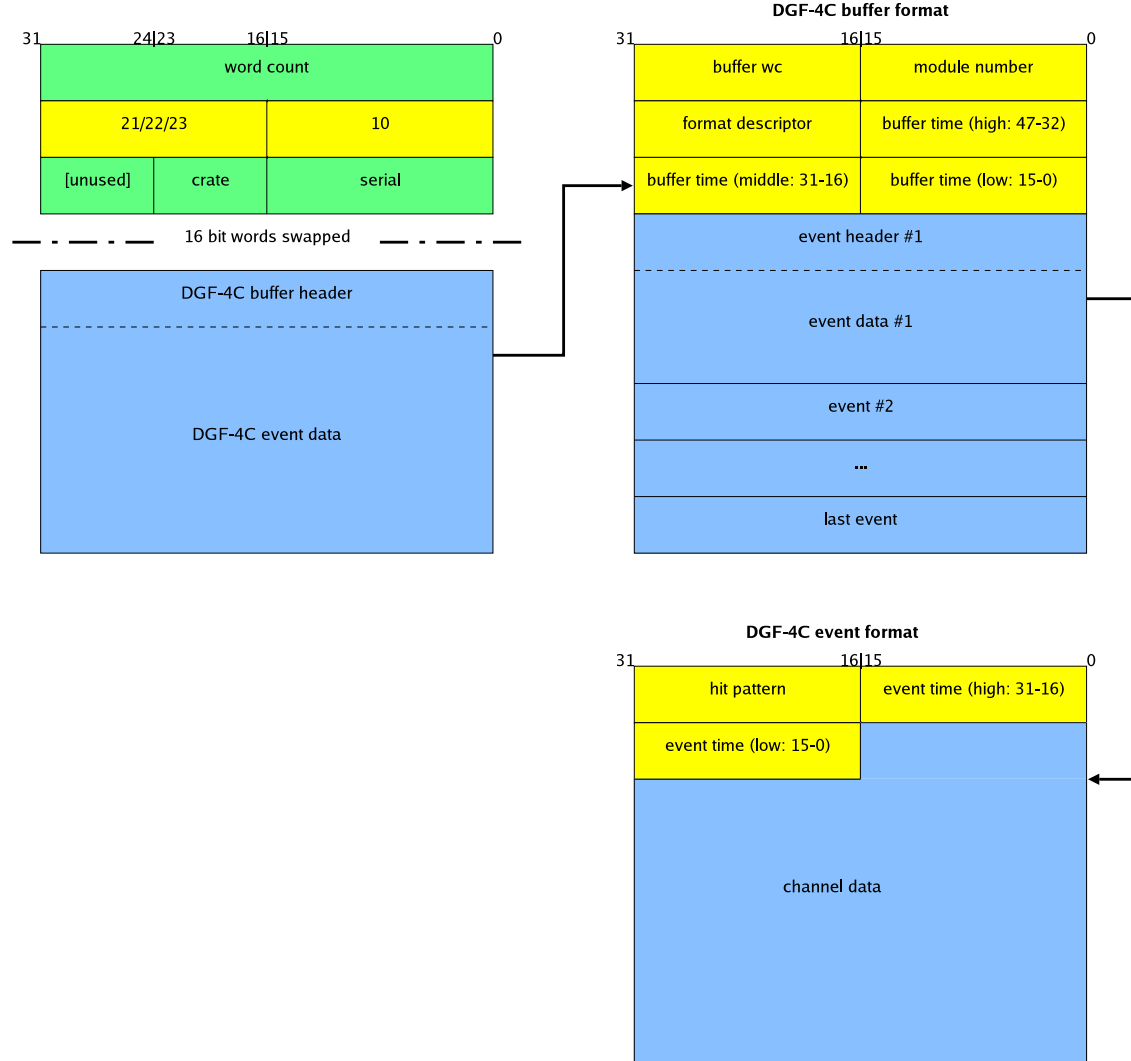 DGF-4C buffer format
31 24|23 16|15 0
word count
21/22/23 10
[unused] crate serial
16 bit words swapped
DGF-4C buffer header
DGF-4C event data
31 16|15 0
buffer wc module number
format descriptor buffer time (high: 47-32)
buffer time (middle: 31-16) buffer time (low: 15-0)
event header #1
event data #1
event #2
...
last event
DGF-4C event format
31 16|15 0
hit pattern event time (high: 31-16)
event time (low: 15-0)
channel data